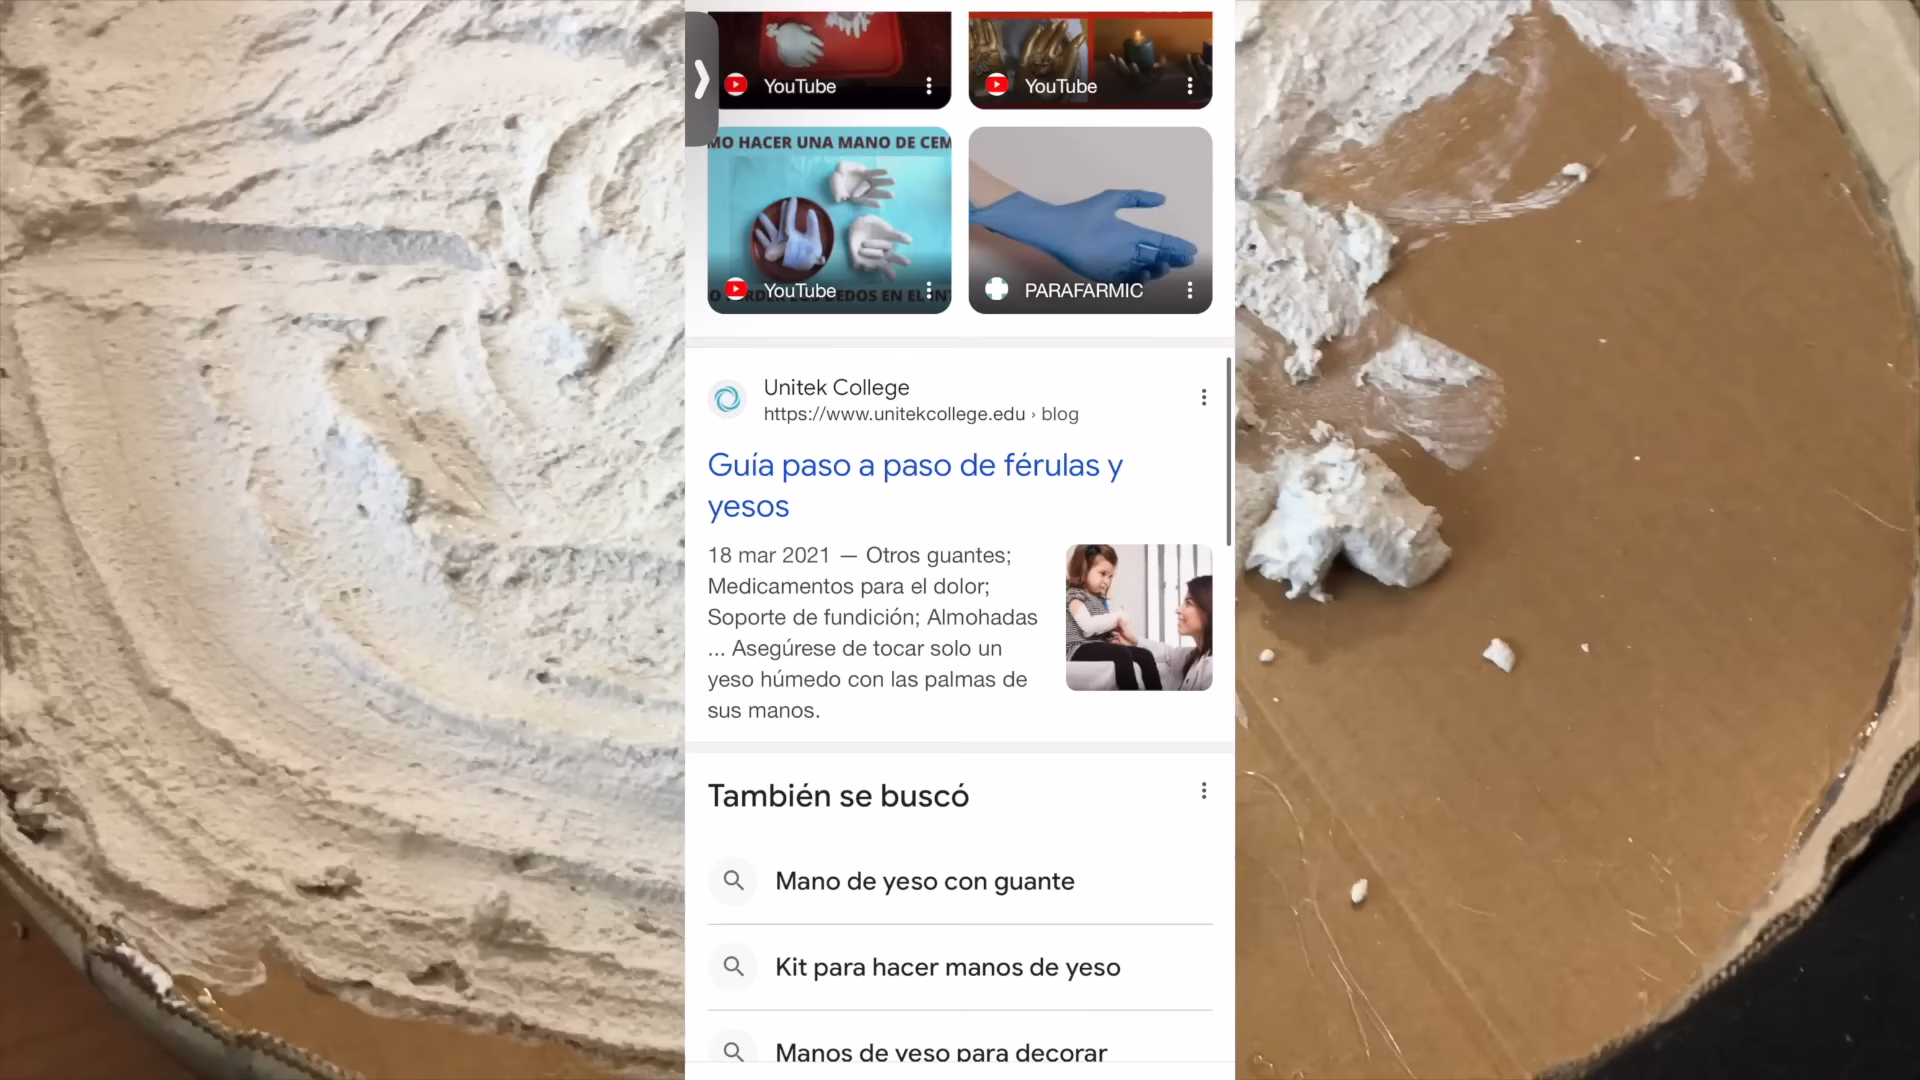 YouTube
YouTube
MO HACER UNA MANO DE CEM
YouTube
DEDOS EN EL
PARAFARMIC
Unitek College
https://www.unitekcollege.edu › blog
Guía paso a paso de férulas y
yesos
18 mar 2021 — Otros guantes;
Medicamentos para el dolor;
Soporte de fundición; Almohadas
... Asegúrese de tocar solo un
yeso húmedo con las palmas de
sus manos.
También se buscó
Mano de yeso con guante
Kit para hacer manos de yeso
Manos de yeso para decorar